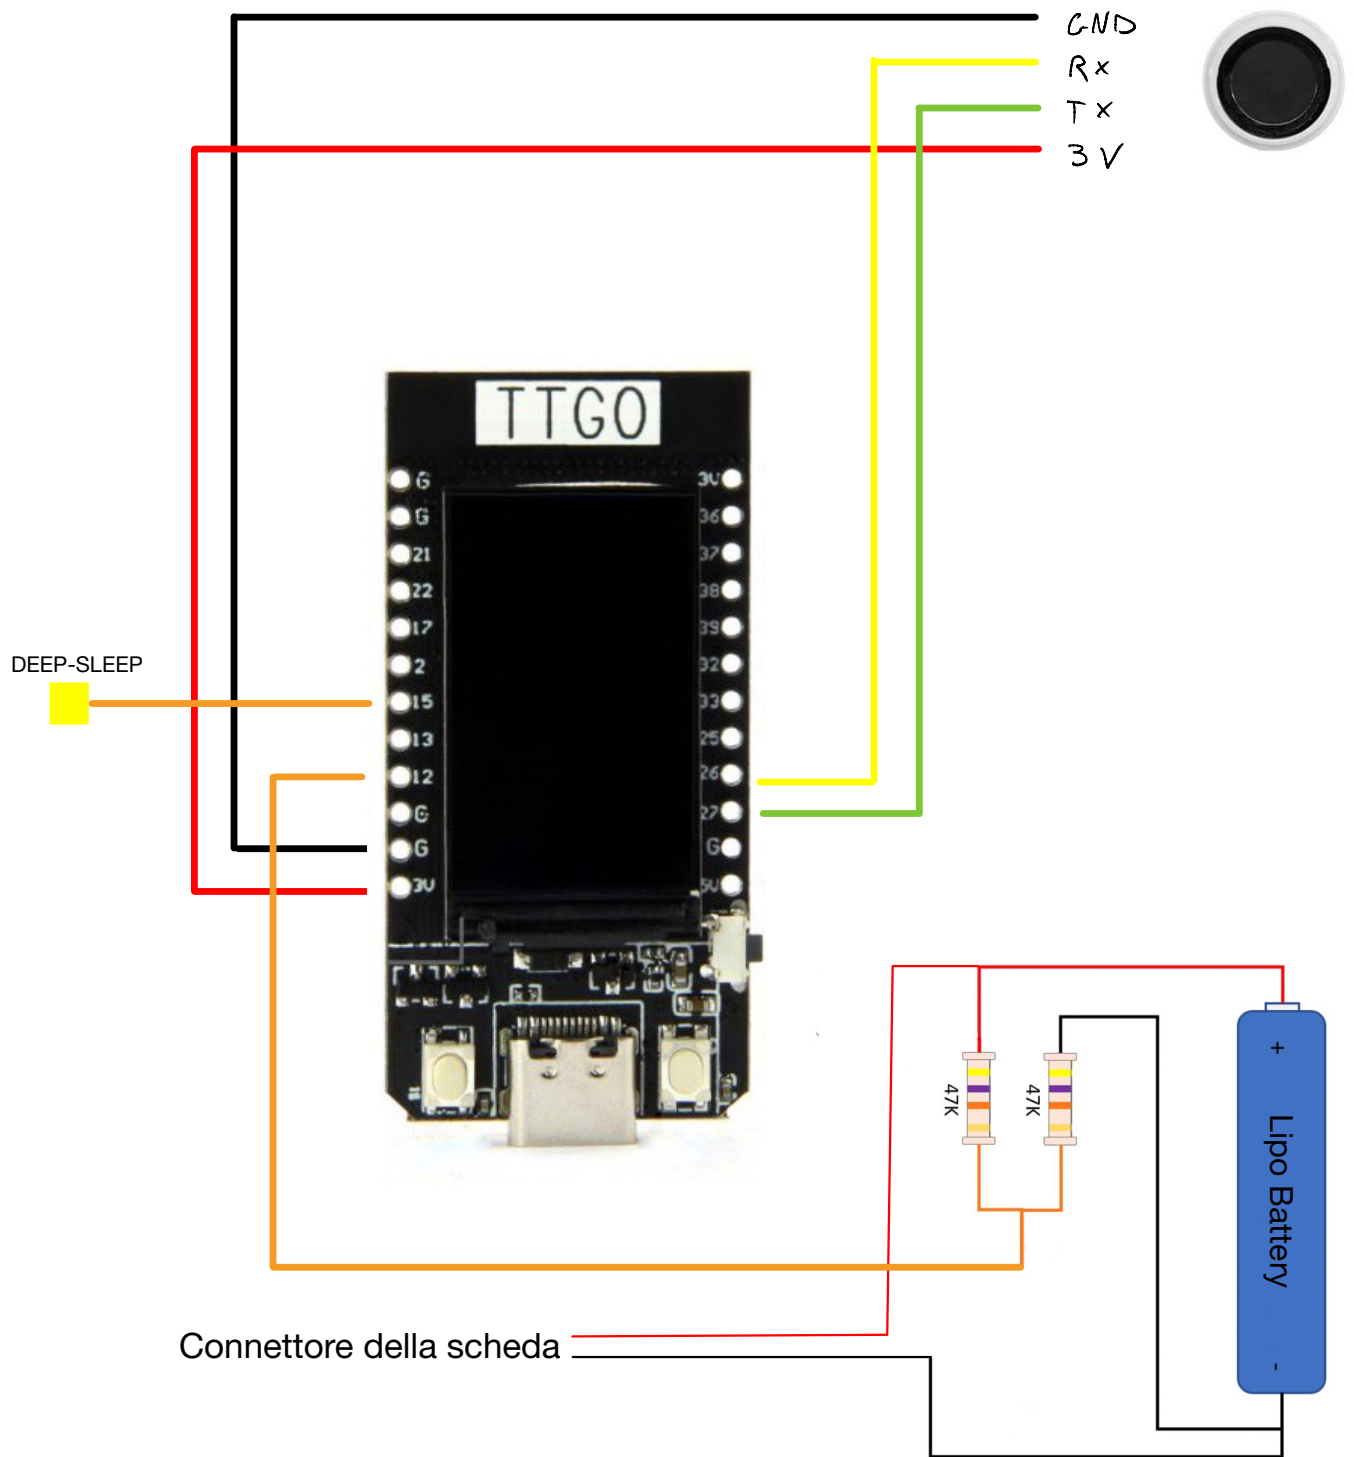 GND
Rx
Tx
3V
TTGO
G 3V
G 36
21 37
22 38
17 39
2 32
DEEP-SLEEP
15 33
13 25
12 26
G 27
G G
3V 5V
+
47K 47K
Lipo Battery
Connettore della scheda
-